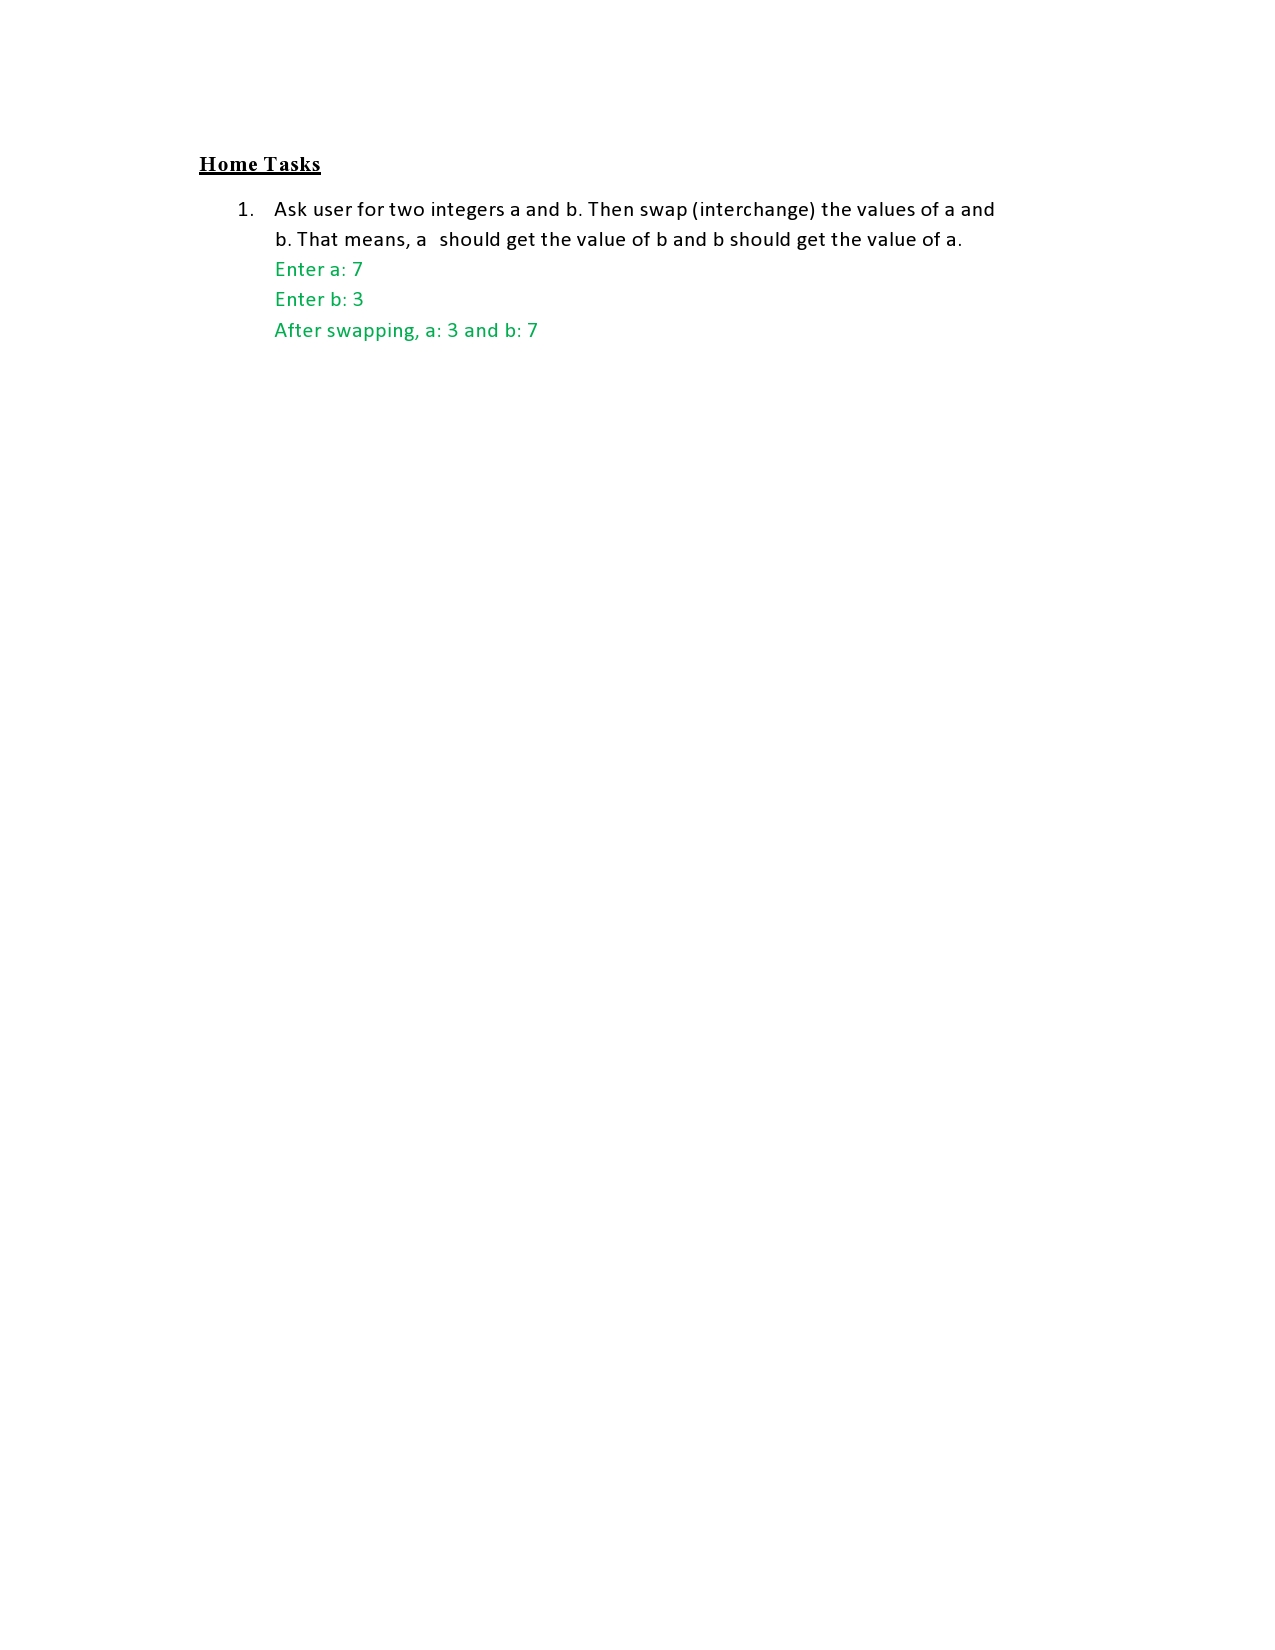 Home Tasks
1. Ask user for two integers a and b. Then swap (interchange) the values of a and
b. That means, a should get the value of b and b should get the value of a.
Enter a: 7
Enter b: 3
After swapping, a: 3 and b: 7